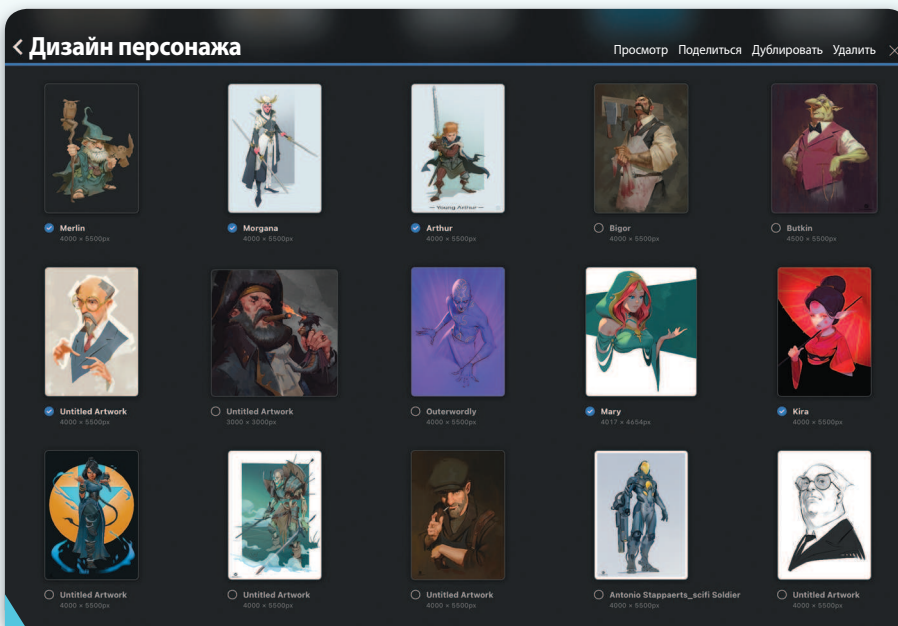 Дизайн персонажа
Просмотр Поделиться Дублировать Удалить
— Young Arthur —
Merlin
4000 × 5500px
Morgana
4000 × 5500px
Arthur
4000 × 5500px
Bigor
4000 × 5500px
Butkin
4500 × 5500px
Untitled Artwork
4000 × 5500px
Untitled Artwork
3000 × 3000px
Outerwordly
4000 × 5500px
Mary
4017 × 4654px
Kira
4000 × 5500px
Untitled Artwork
4000 × 5500px
Untitled Artwork
4000 × 5500px
Untitled Artwork
4000 × 5500px
Antonio Stappaerts_scifi Soldier
4000 × 5500px
Untitled Artwork
4000 × 5500px